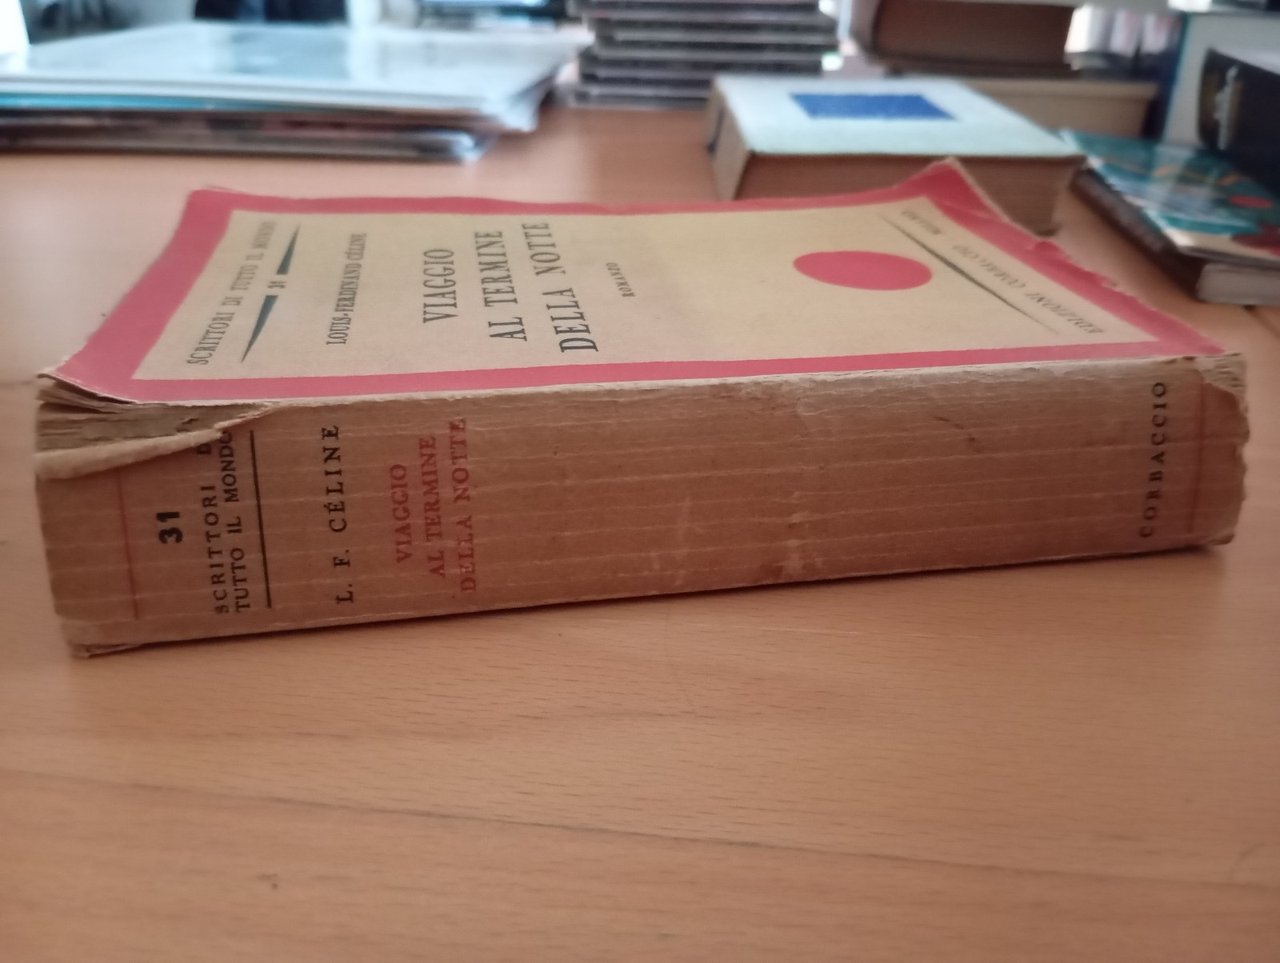 SCRITTORI DI TUTTO IL MONDO
31
LOUIS-FERDINAND CÉLINE
VIAGGIO
AL TERMINE
DELLA NOTTE
ROMANZO
EDIZIONI CORBACCIO - MILANO
31
SCRITTORI D
TUTTO IL MONDO
L. F. CÉLINE
VIAGGIO
AL TERMINE
DELLA NOTTE
CORBACCIO